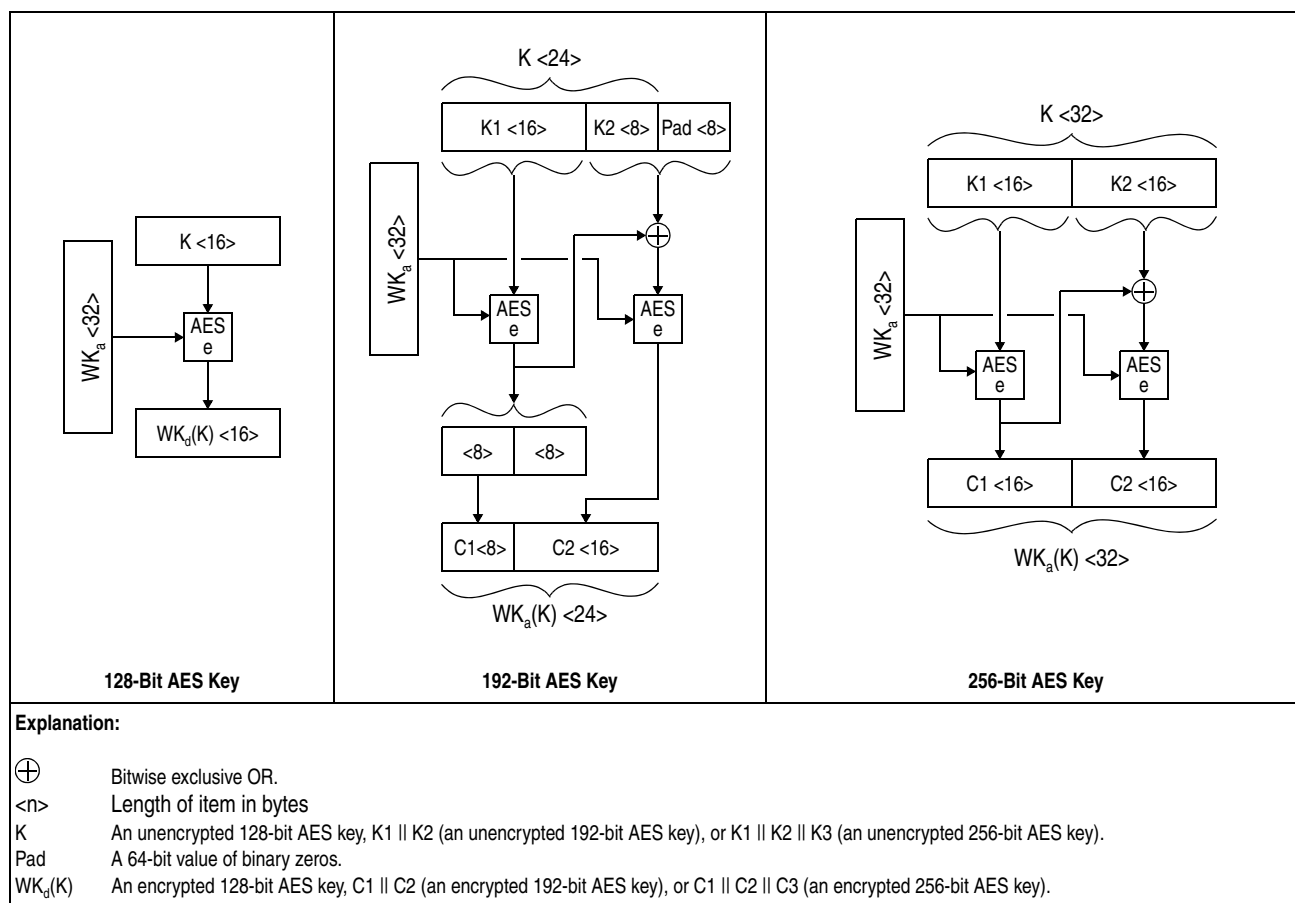 K <16>
WKa <32>
AES
e
WKd(K) <16>
128-Bit AES Key
K <24>
K1 <16> K2 <8> Pad <8>
WKa <32>
AES
e
AES
e
<8> <8>
C1<8> C2 <16>
WKa(K) <24>
192-Bit AES Key
K <32>
K1 <16> K2 <16>
WKa <32>
AES
e
AES
e
C1 <16> C2 <16>
WKa(K) <32>
256-Bit AES Key
Explanation:
⊕ Bitwise exclusive OR.
<n> Length of item in bytes
K An unencrypted 128-bit AES key, K1 || K2 (an unencrypted 192-bit AES key), or K1 || K2 || K3 (an unencrypted 256-bit AES key).
Pad A 64-bit value of binary zeros.
WKd(K) An encrypted 128-bit AES key, C1 || C2 (an encrypted 192-bit AES key), or C1 || C2 || C3 (an encrypted 256-bit AES key).